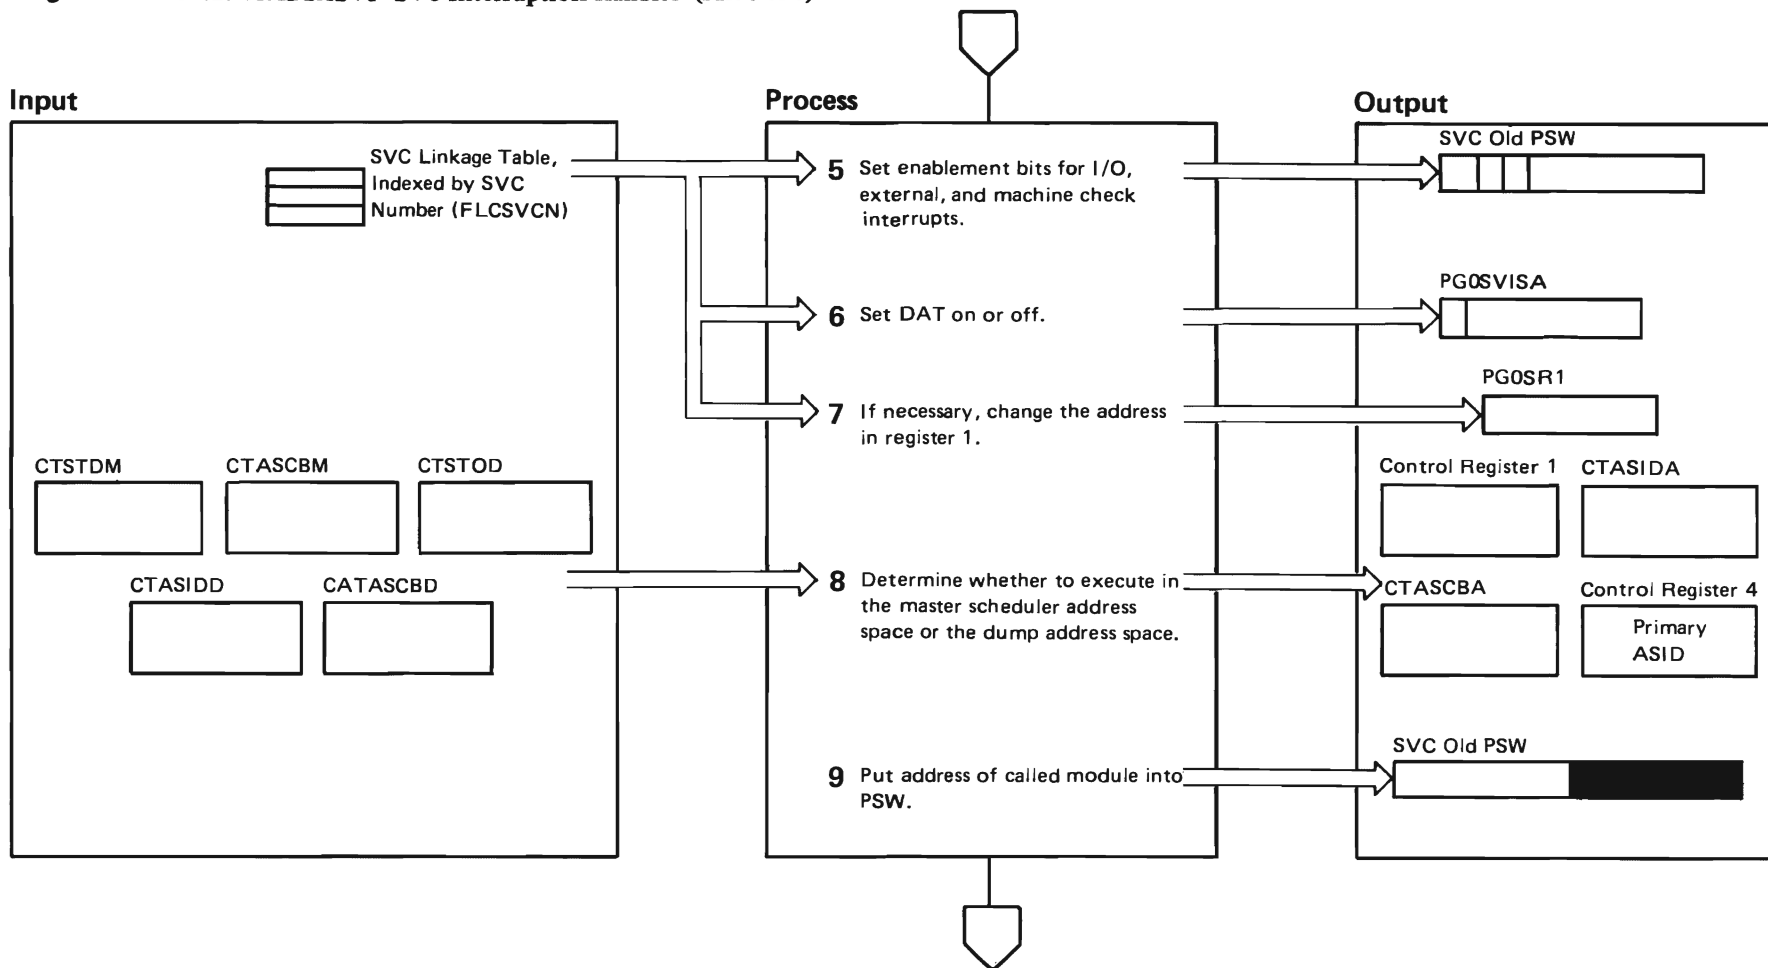 SVC Interruption Handler
Input
Process
Output
SVC Linkage Table,
Indexed by SVC
Number (FLCSVCN)
5 Set enablement bits for I/O,
external, and machine check
interrupts.
SVC Old PSW
6 Set DAT on or off.
PG0SVISA
7 If necessary, change the address
in register 1.
PG0SR1
CTSTDM
CTASCBM
CTSTOD
Control Register 1
CTASIDA
CTASIDD
CATASCBD
8 Determine whether to execute in
the master scheduler address
space or the dump address space.
CTASCBA
Control Register 4
Primary
ASID
9 Put address of called module into
PSW.
SVC Old PSW